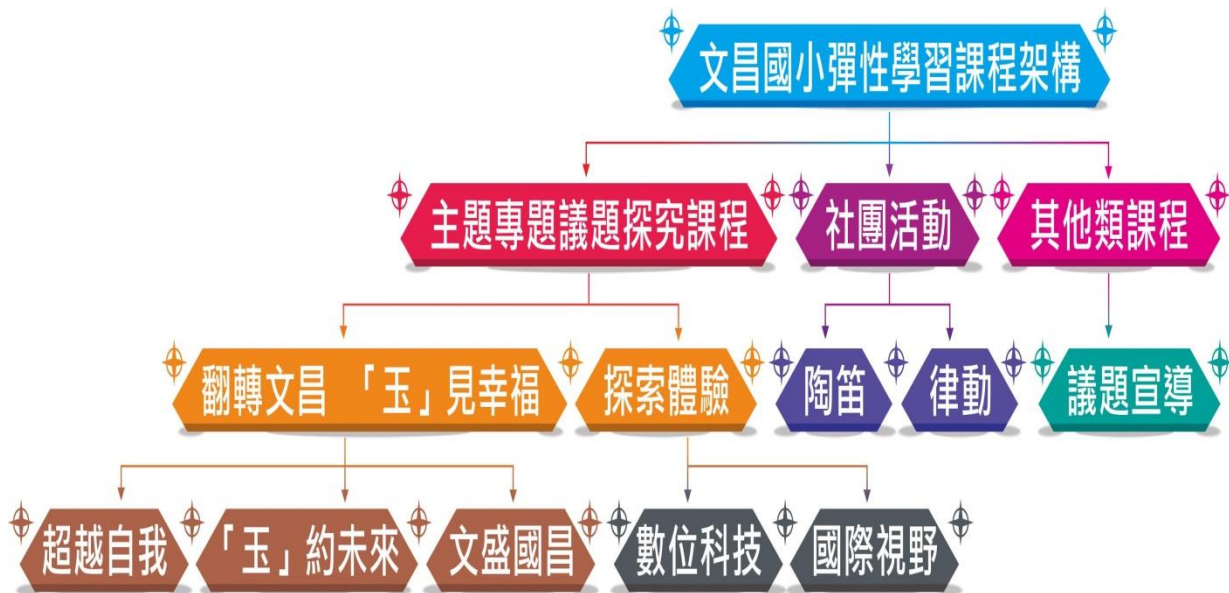 文昌國小彈性學習課程架構
主題專題議題探究課程
社團活動
其他類課程
翻轉文昌 「玉」見幸福
探索體驗
陶笛
律動
議題宣導
超越自我
「玉」約未來
文盛國昌
數位科技
國際視野